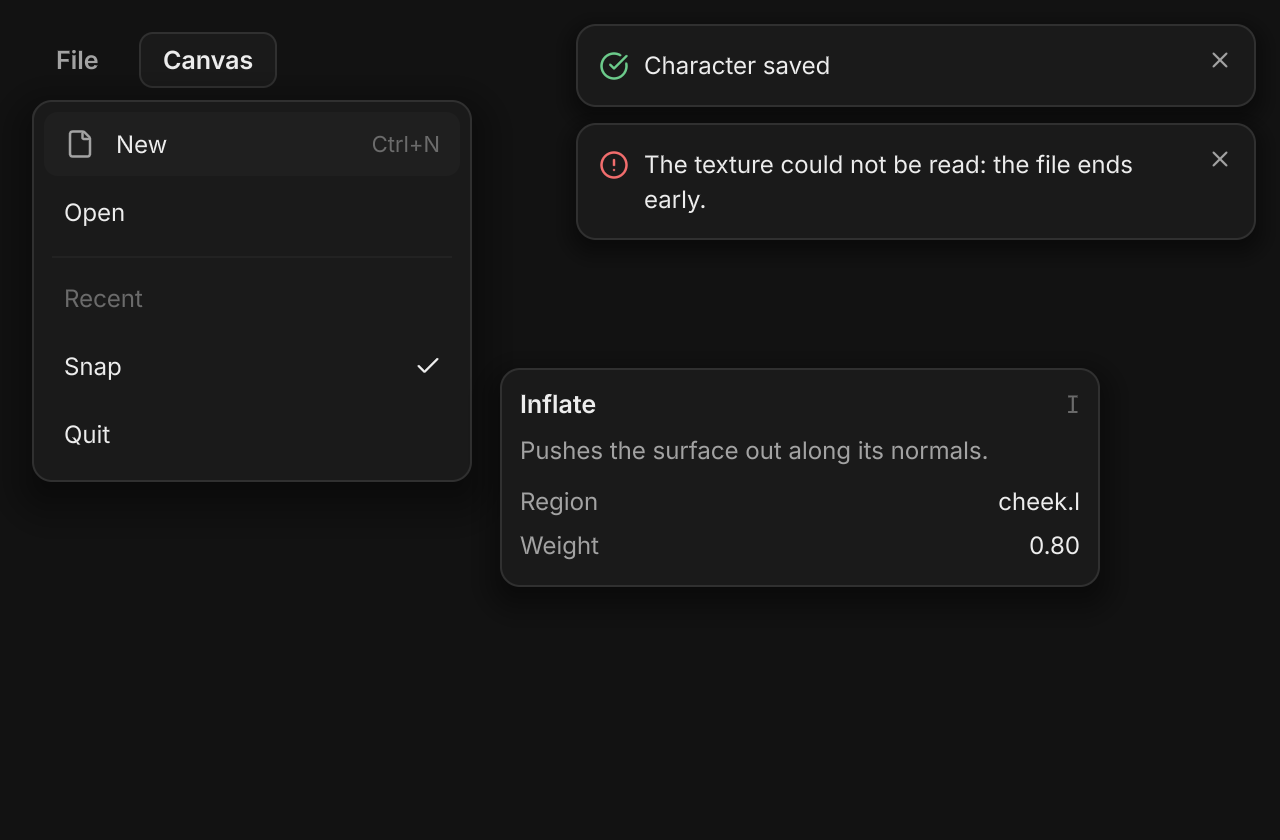 File
Canvas
New Ctrl+N
Open
Recent
Snap
Quit
Character saved
The texture could not be read: the file ends
early.
Inflate I
Pushes the surface out along its normals.
Region cheek.l
Weight 0.80